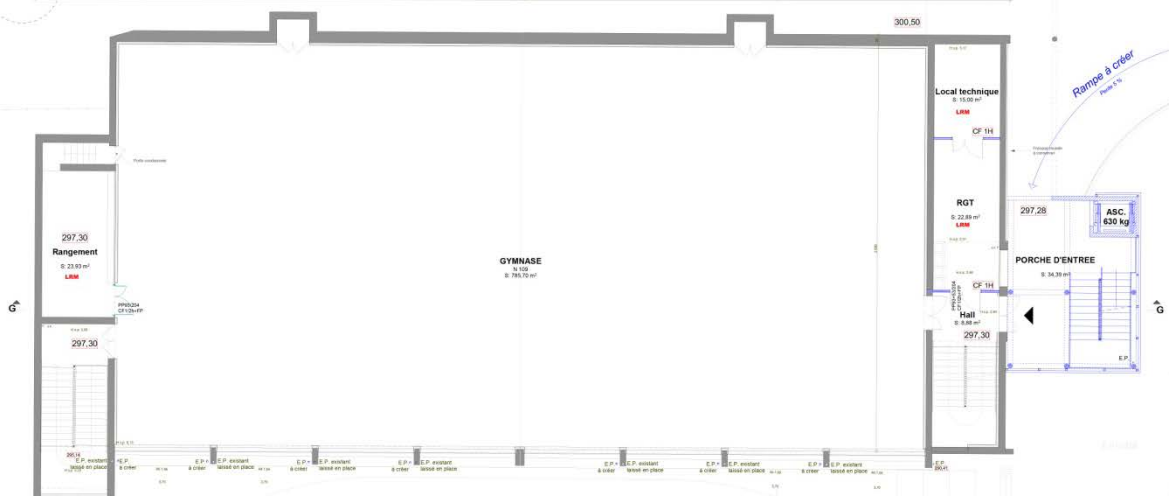 300,50
Rampe à créer
Pente 5 %
Local technique
S: 15,00 m²
LRM
CF 1H
RGT
S: 22,89 m²
LRM
297,28
ASC.
630 kg
297,30
Rangement
S: 23,93 m²
LRM
GYMNASE
N 109
S: 785,70 m²
PORCHE D'ENTREE
S: 34,39 m²
CF 1H
Hall
S: 8,88 m²
297,30
G
G
297,30
E.P.
E.P. existant
laissé en place
E.P.
à créer
E.P. existant
laissé en place
E.P.
à créer
E.P. existant
laissé en place
E.P.
à créer
E.P. existant
laissé en place
E.P.
à créer
E.P. existant
laissé en place
E.P.
à créer
E.P. existant
laissé en place
E.P.
à créer
E.P. existant
laissé en place
E.P.